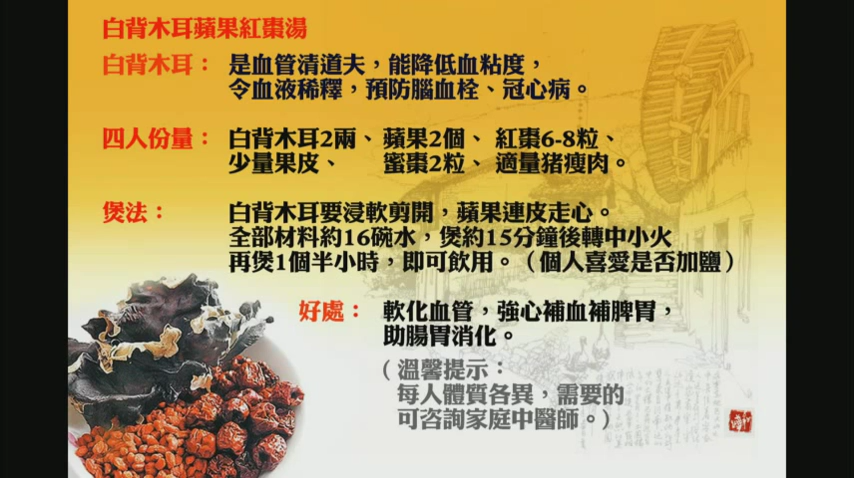 白背木耳蘋果紅棗湯
白背木耳： 是血管清道夫，能降低血粘度，
令血液稀釋，預防腦血栓、冠心病。
四人份量： 白背木耳2兩、 蘋果2個、 紅棗6-8粒、
少量果皮、 蜜棗2粒、 適量猪瘦肉。
煲法： 白背木耳要浸軟剪開，蘋果連皮走心。
全部材料約16碗水，煲約15分鐘後轉中小火
再煲1個半小時，即可飲用。（個人喜愛是否加鹽）
好處： 軟化血管，強心補血補脾胃，
助腸胃消化。
（溫馨提示：
每人體質各異，需要的
可咨詢家庭中醫師。）